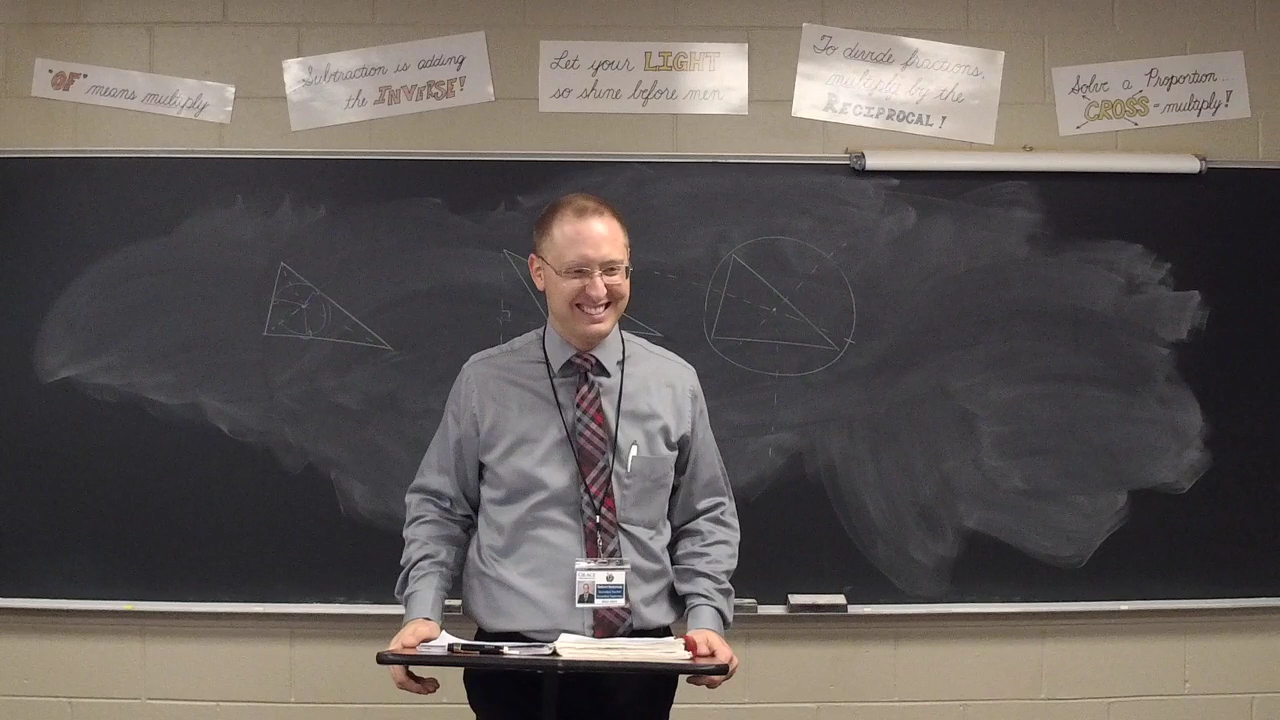 "OF" means multiply
Subtraction is adding
the INVERSE!
Let your LIGHT
so shine before men
To divide fractions,
multiply by the
RECIPROCAL!
Solve a Proportion...
CROSS-multiply!
GRACE